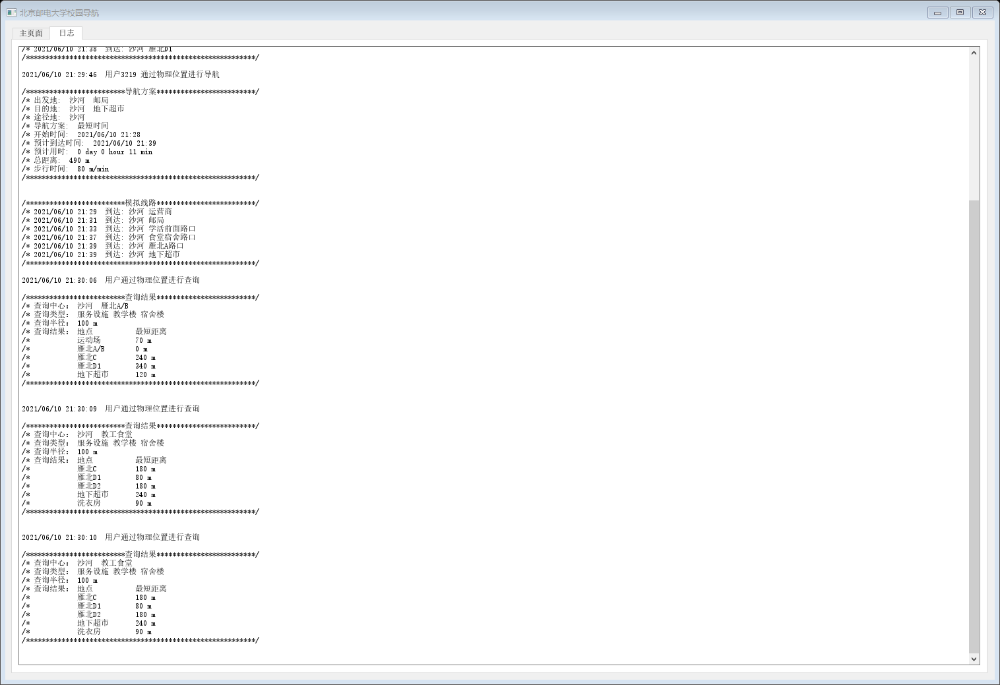 北京邮电大学校园导航
主页面 日志
/* 2021/06/10 21:38  到达: 沙河 雁北D1
/**********************************************************/
2021/06/10 21:29:46  用户3219 通过物理位置进行导航
/*************************导航方案*************************/
/* 出发地:  沙河  邮局
/* 目的地:  沙河  地下超市
/* 途径地:  沙河
/* 导航方案:  最短时间
/* 开始时间:  2021/06/10 21:28
/* 预计到达时间:  2021/06/10 21:39
/* 预计用时:  0 day 0 hour 11 min
/* 总距离:  490 m
/* 步行时间:  80 m/min
/**********************************************************/
/*************************模拟线路*************************/
/* 2021/06/10 21:29  到达: 沙河 运营商
/* 2021/06/10 21:31  到达: 沙河 邮局
/* 2021/06/10 21:33  到达: 沙河 学活前面路口
/* 2021/06/10 21:37  到达: 沙河 食堂宿舍路口
/* 2021/06/10 21:39  到达: 沙河 雁北A路口
/* 2021/06/10 21:39  到达: 沙河 地下超市
/**********************************************************/
2021/06/10 21:30:06  用户通过物理位置进行查询
/*************************查询结果*************************/
/* 查询中心： 沙河  雁北A/B
/* 查询类型： 服务设施 教学楼 宿舍楼
/* 查询半径： 100 m
/* 查询结果： 地点 最短距离
/* 运动场 70 m
/* 雁北A/B 0 m
/* 雁北C 240 m
/* 雁北D1 340 m
/* 地下超市 120 m
/**********************************************************/
2021/06/10 21:30:09  用户通过物理位置进行查询
/*************************查询结果*************************/
/* 查询中心： 沙河  教工食堂
/* 查询类型： 服务设施 教学楼 宿舍楼
/* 查询半径： 100 m
/* 查询结果： 地点 最短距离
/* 雁北C 180 m
/* 雁北D1 80 m
/* 雁北D2 180 m
/* 地下超市 240 m
/* 洗衣房 90 m
/**********************************************************/
2021/06/10 21:30:10  用户通过物理位置进行查询
/*************************查询结果*************************/
/* 查询中心： 沙河  教工食堂
/* 查询类型： 服务设施 教学楼 宿舍楼
/* 查询半径： 100 m
/* 查询结果： 地点 最短距离
/* 雁北C 180 m
/* 雁北D1 80 m
/* 雁北D2 180 m
/* 地下超市 240 m
/* 洗衣房 90 m
/**********************************************************/